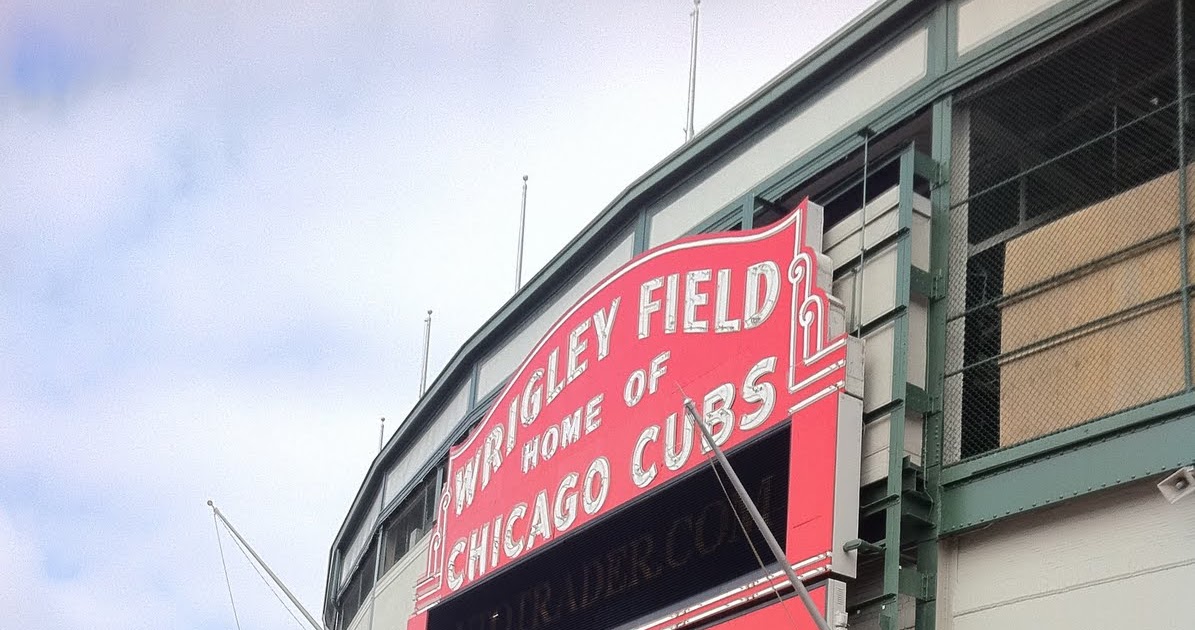 WRIGLEY FIELD
HOME OF
CHICAGO CUBS